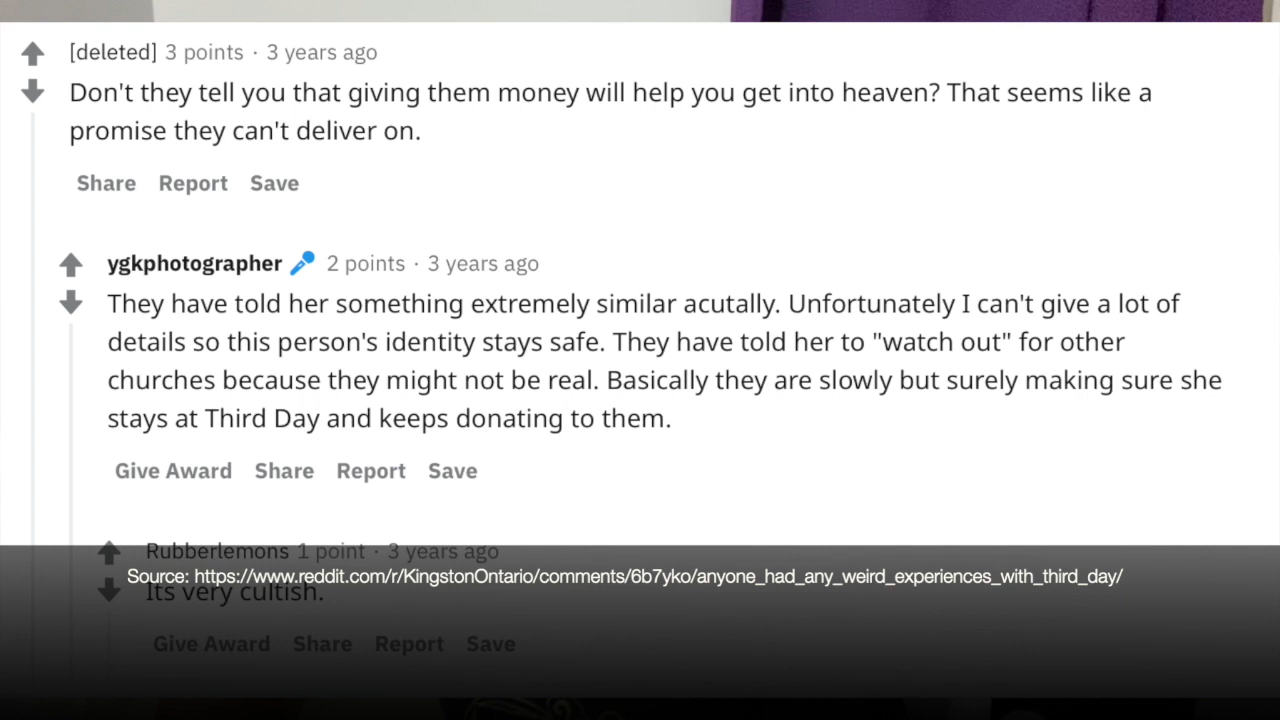 [deleted] 3 points · 3 years ago
Don't they tell you that giving them money will help you get into heaven? That seems like a
promise they can't deliver on.
Share Report Save
ygkphotographer 2 points · 3 years ago
They have told her something extremely similar acutally. Unfortunately I can't give a lot of
details so this person's identity stays safe. They have told her to "watch out" for other
churches because they might not be real. Basically they are slowly but surely making sure she
stays at Third Day and keeps donating to them.
Give Award Share Report Save
Rubberlemons 1 point · 3 years ago
Source: https://www.reddit.com/r/KingstonOntario/comments/6b7yko/anyone_had_any_weird_experiences_with_third_day/
Its very cultish.
Give Award Share Report Save